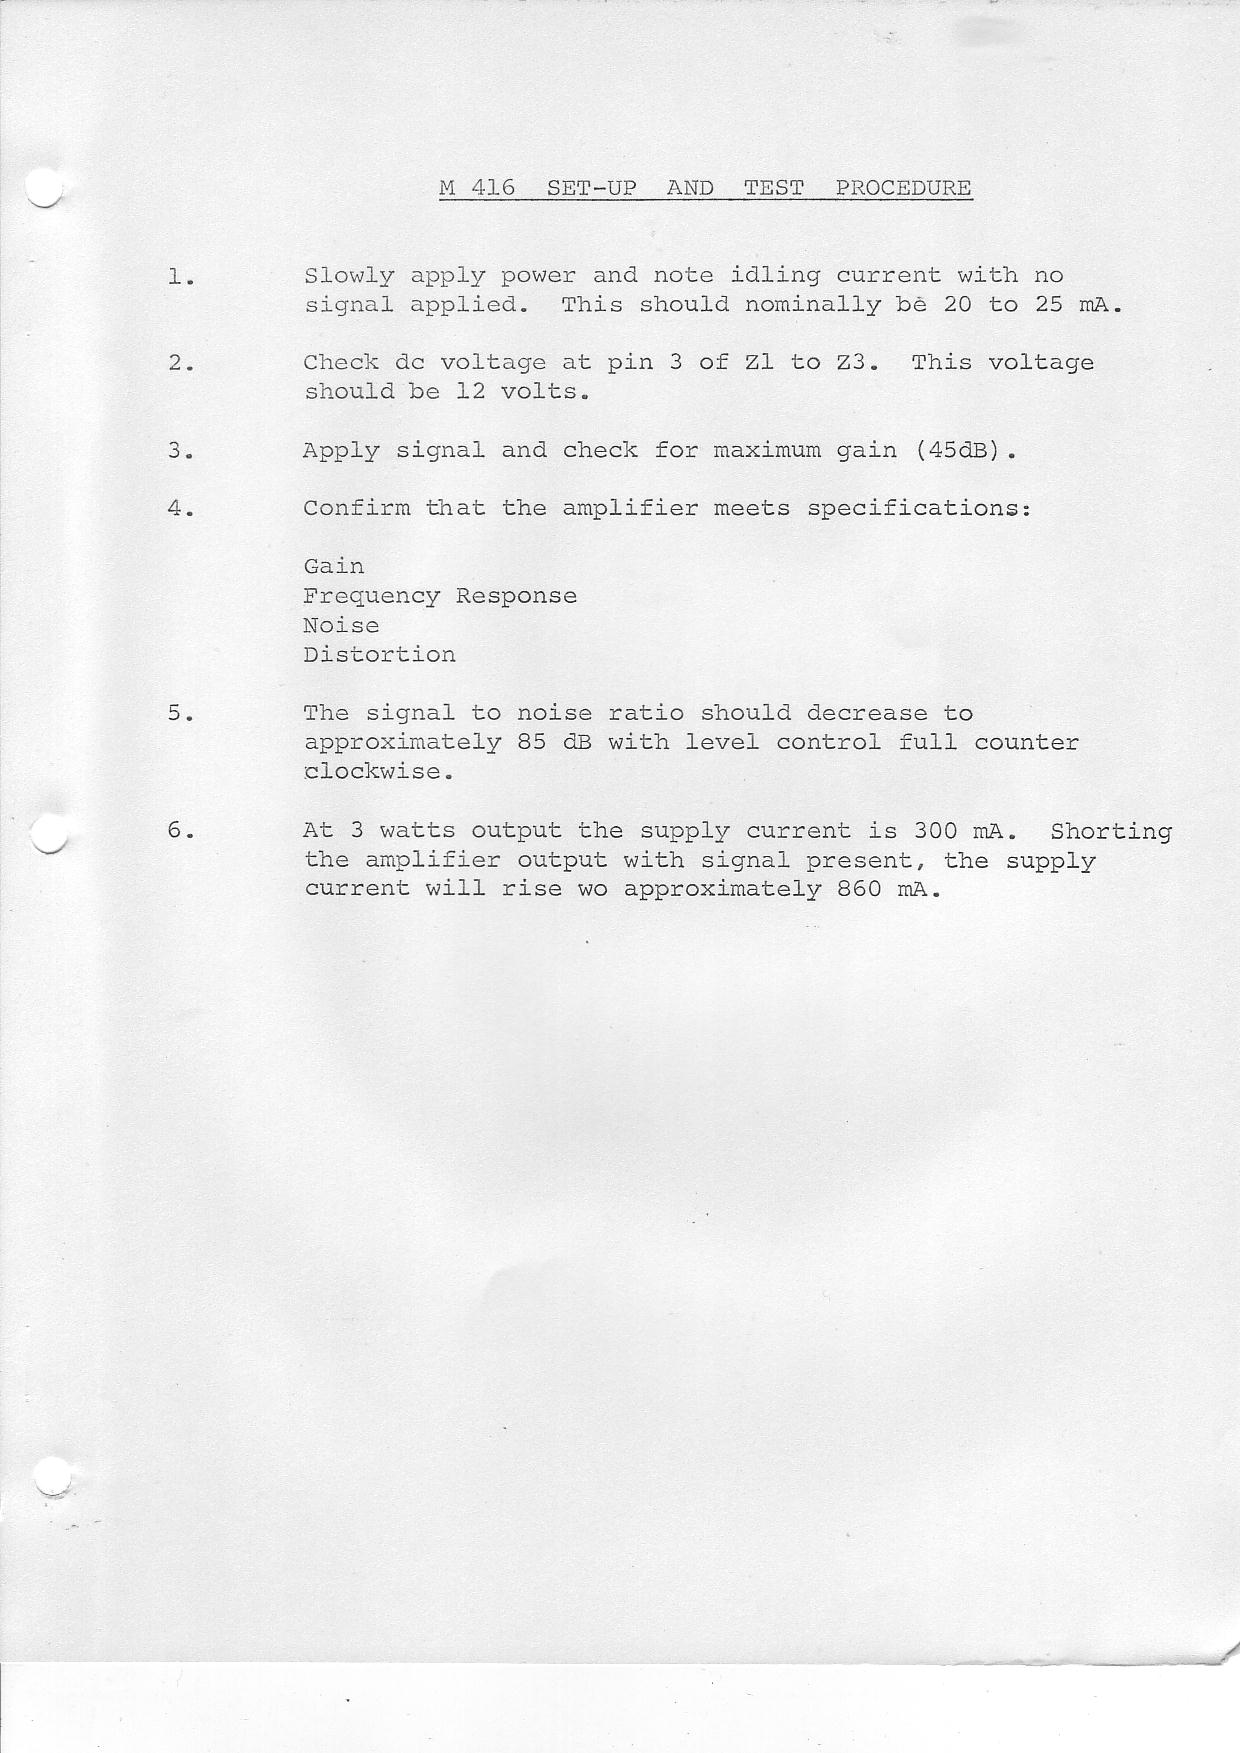 M 416 SET-UP AND TEST PROCEDURE
1. Slowly apply power and note idling current with no
signal applied. This should nominally be 20 to 25 mA.
2. Check dc voltage at pin 3 of Z1 to Z3. This voltage
should be 12 volts.
3. Apply signal and check for maximum gain (45dB).
4. Confirm that the amplifier meets specifications:
Gain
Frequency Response
Noise
Distortion
5. The signal to noise ratio should decrease to
approximately 85 dB with level control full counter
clockwise.
6. At 3 watts output the supply current is 300 mA. Shorting
the amplifier output with signal present, the supply
current will rise wo approximately 860 mA.